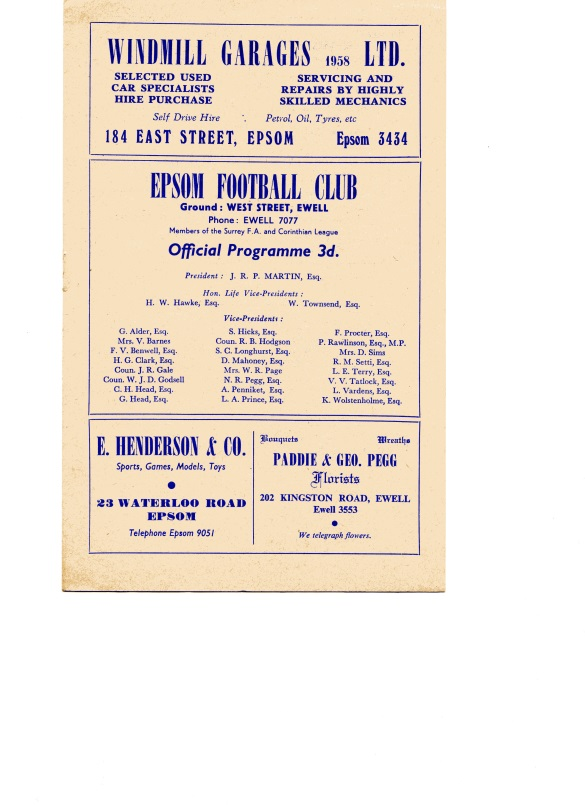 WINDMILL GARAGES 1958 LTD.
SELECTED USED
CAR SPECIALISTS
HIRE PURCHASE
SERVICING AND
REPAIRS BY HIGHLY
SKILLED MECHANICS
Self Drive Hire
Petrol, Oil, Tyres, etc
184 EAST STREET, EPSOM
Epsom 3434
EPSOM FOOTBALL CLUB
Ground: WEST STREET, EWELL
Phone: EWELL 7077
Members of the Surrey F.A. and Corinthian League
Official Programme 3d.
President: J. R. P. MARTIN, Esq.
Hon. Life Vice-Presidents:
H. W. Hawke, Esq.
W. Townsend, Esq.
Vice-Presidents:
G. Alder, Esq.
Mrs. V. Barnes
F. V. Benwell, Esq.
H. G. Clark, Esq.
Coun. J. R. Gale
Coun. W. J. D. Godsell
C. H. Head, Esq.
G. Head, Esq.
S. Hicks, Esq.
Coun. R. B. Hodgson
S. C. Longhurst, Esq.
D. Mahoney, Esq.
Mrs. W. R. Page
N. R. Pegg, Esq.
A. Penniket, Esq.
L. A. Prince, Esq.
F. Procter, Esq.
P. Rawlinson, Esq., M.P.
Mrs. D. Sims
R. M. Setti, Esq.
L. E. Terry, Esq.
V. V. Tatlock, Esq.
L. Vardens, Esq.
K. Wolstenholme, Esq.
E. HENDERSON & CO.
Sports, Games, Models, Toys
23 WATERLOO ROAD
EPSOM
Telephone Epsom 9051
Bouquets
Wreaths
PADDIE & GEO. PEGG
Florists
202 KINGSTON ROAD, EWELL
Ewell 3553
We telegraph flowers.